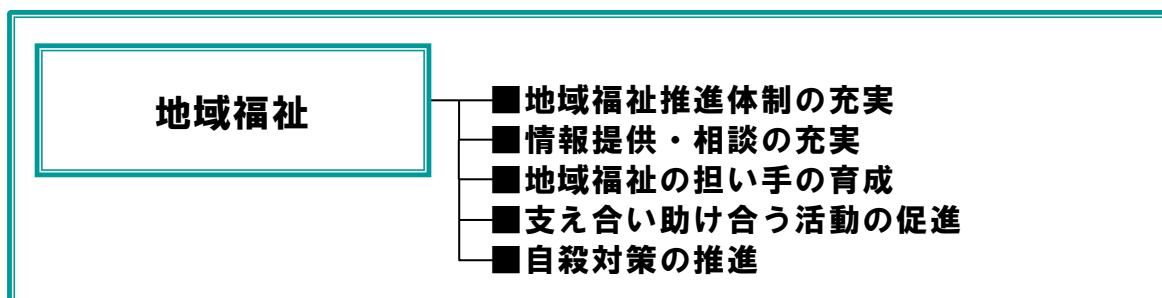 地域福祉
■地域福祉推進体制の充実
■情報提供・相談の充実
■地域福祉の担い手の育成
■支え合い助け合う活動の促進
■自殺対策の推進